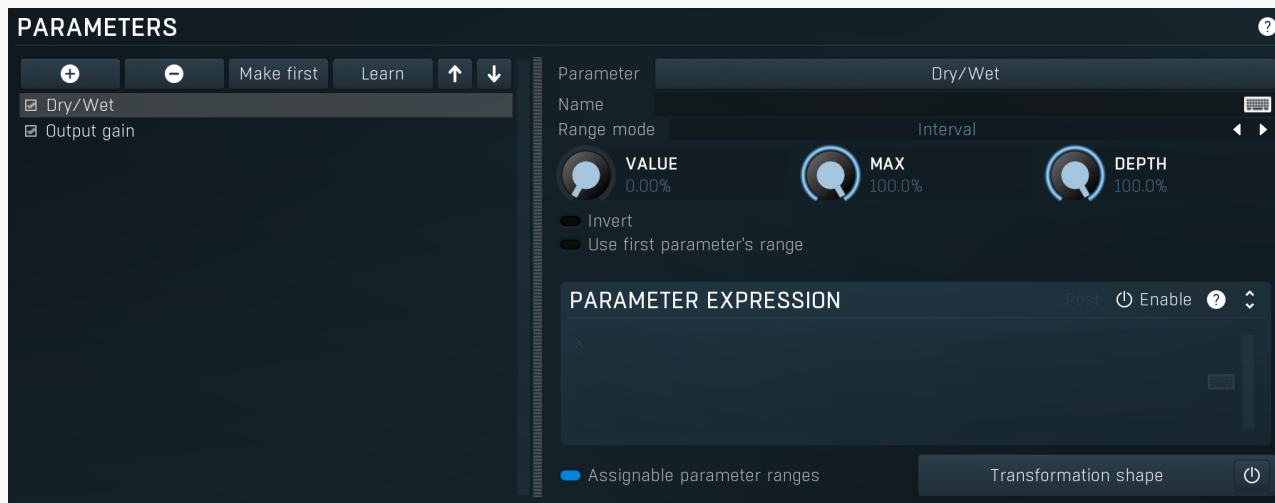 PARAMETERS
?
Make first Learn
Dry/Wet
Output gain
Parameter Dry/Wet
Name
Range mode Interval
VALUE
0.00%
MAX
100.0%
DEPTH
100.0%
Invert
Use first parameter's range
PARAMETER EXPRESSION Post Enable ?
x
Assignable parameter ranges
Transformation shape